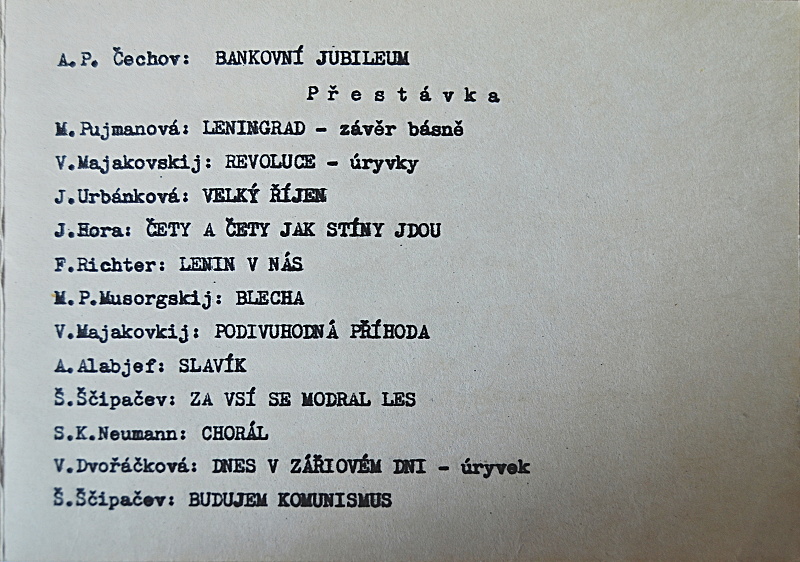 A.P. Čechov: BANKOVNÍ JUBILEUM
Přestávka
M.Pujmanová: LENINGRAD - závěr básně
V.Majakovskij: REVOLUCE - úryvky
J.Urbánková: VELKÝ ŘÍJEN
J.Hora: ČETY A ČETY JAK STÍNY JDOU
F.Richter: LENIN V NÁS
M.P.Musorgskij: BLECHA
V.Majakovkij: PODIVUHODNÁ PŘÍHODA
A.Alabjef: SLAVÍK
Š.Ščipačev: ZA VSÍ SE MODRAL LES
S.K.Neumann: CHORÁL
V.Dvořáčková: DNES V ZÁŘIOVÉM DNI - úryvek
Š.Ščipačev: BUDUJEM KOMUNISMUS